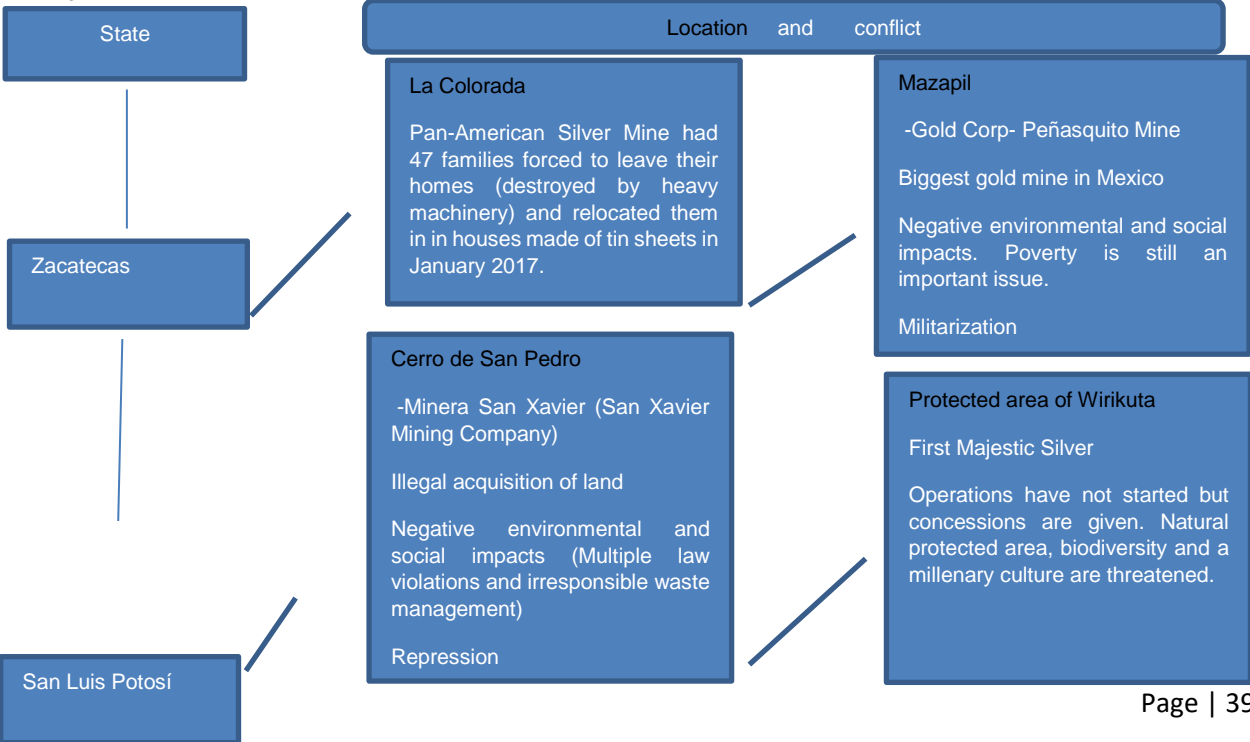 State
Location and conflict
La Colorada
Pan-American Silver Mine had
47 families forced to leave their
homes (destroyed by heavy
machinery) and relocated them
in in houses made of tin sheets in
January 2017.
Mazapil
-Gold Corp- Peñasquito Mine
Biggest gold mine in Mexico
Negative environmental and social
impacts. Poverty is still an
important issue.
Militarization
Zacatecas
Cerro de San Pedro
-Minera San Xavier (San Xavier
Mining Company)
Illegal acquisition of land
Negative environmental and
social impacts (Multiple law
violations and irresponsible waste
management)
Repression
Protected area of Wirikuta
First Majestic Silver
Operations have not started but
concessions are given. Natural
protected area, biodiversity and a
millenary culture are threatened.
San Luis Potosí
Page | 39